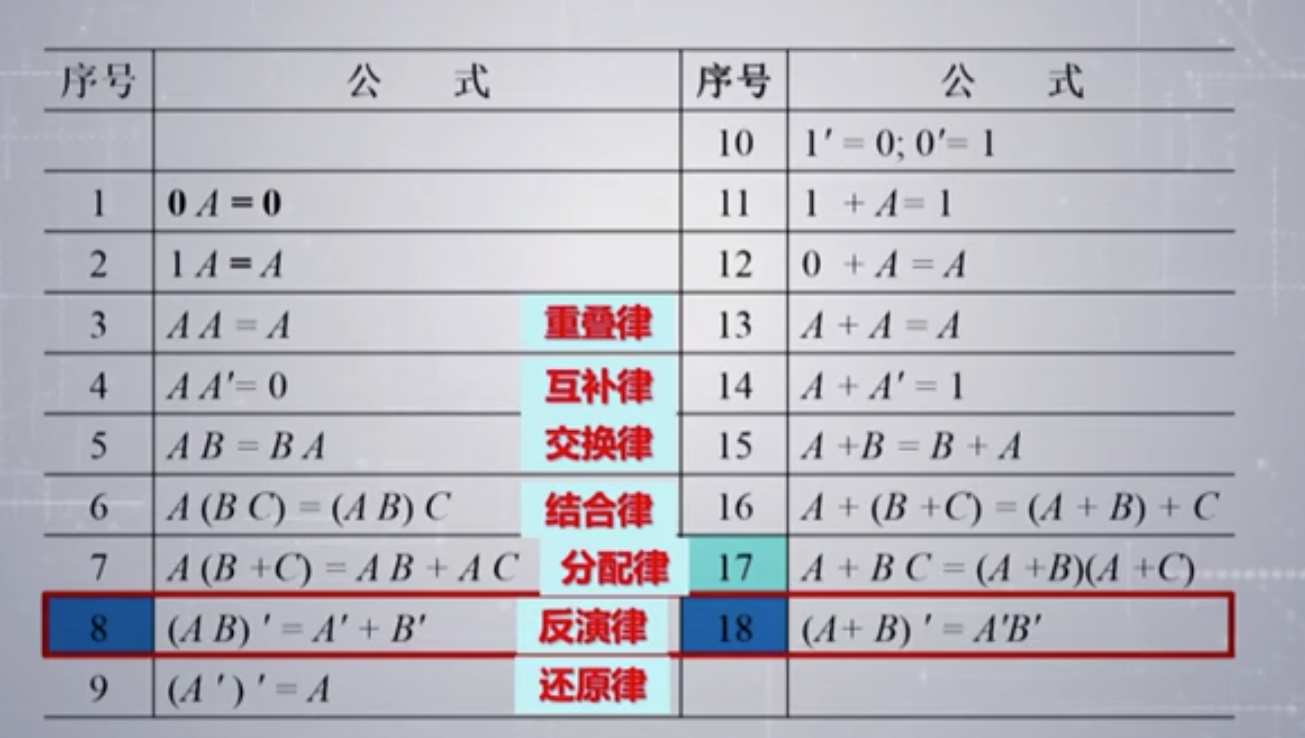 序号 公 式 序号 公 式
10 1′ = 0; 0′= 1
1 0 A = 0 11 1 + A= 1
2 1 A = A 12 0 + A = A
3 A A = A 重叠律 13 A + A = A
4 A A′= 0 互补律 14 A + A′ = 1
5 A B = B A 交换律 15 A +B = B + A
6 A (B C) = (A B) C 结合律 16 A + (B +C) = (A + B) + C
7 A (B +C) = A B + A C 分配律 17 A + B C = (A +B)(A +C)
8 (A B) ′ = A′ + B′ 反演律 18 (A+ B) ′ = A′B′
9 (A ′) ′ = A 还原律